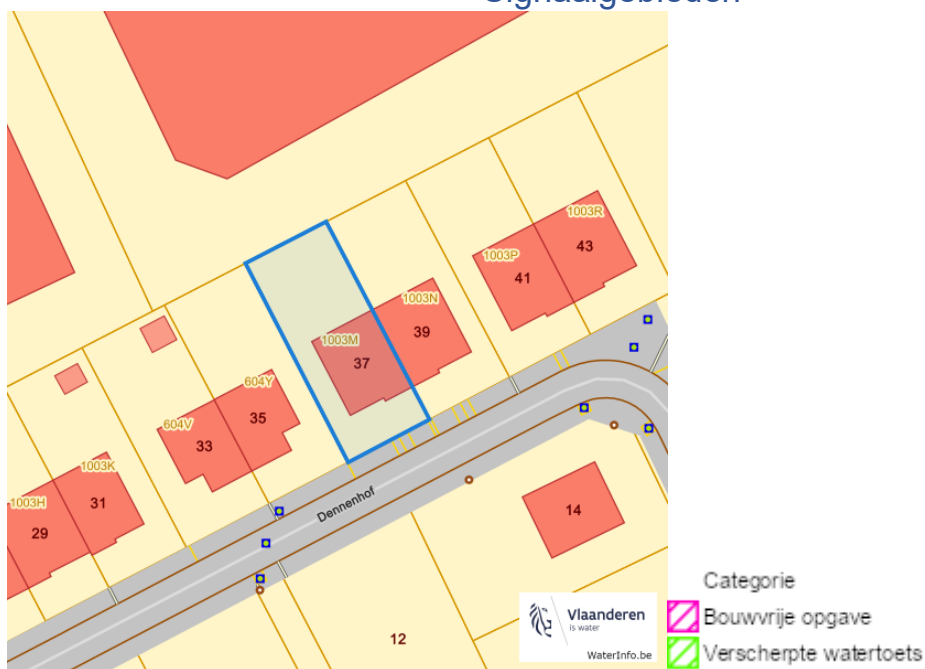 Signaalgebieden
1003R
1003P
43
41
1003N
39
1003M
37
604Y
35
604V
33
1003K
31
1003H
29
Dennenhof
14
12
Vlaanderen
is water
WaterInfo.be
Categorie
Bouwvrije opgave
Verscherpte watertoets